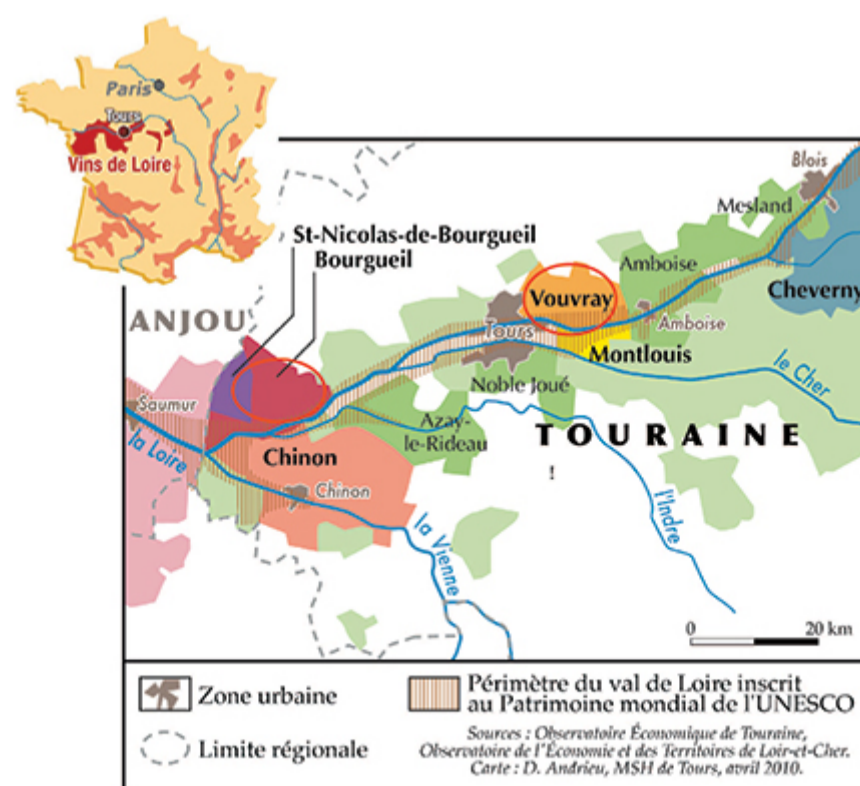 Paris
Tours
Vins de Loire
St-Nicolas-de-Bourgueil
Bourgueil
ANJOU
Saumur
la Loire
Chinon
Chinon
la Vienne
Azay-
le-Rideau
Noble Joué
Tours
Vouvray
Montlouis
Amboise
Amboise
Mesland
Blois
Cheverny
le Cher
TOURAINE
!
l'Indre
0 20 km
Zone urbaine
Limite régionale
Périmètre du val de Loire inscrit
au Patrimoine mondial de l'UNESCO
Sources : Observatoire Économique de Touraine,
Observatoire de l'Économie et des Territoires de Loir-et-Cher.
Carte : D. Andrieu, MSH de Tours, avril 2010.